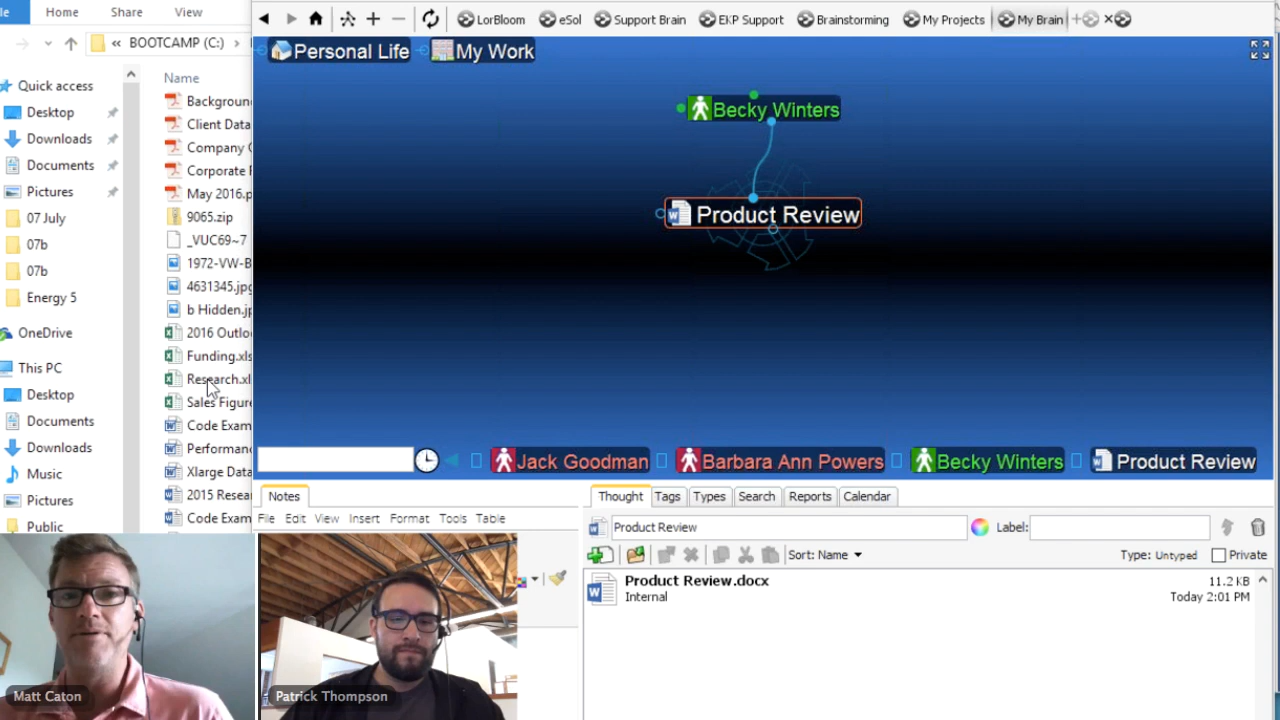 le
Home
Share
View
LorBloom
eSol
Support Brain
EKP Support
Brainstorming
My Projects
My Brain
« BOOTCAMP (C:)
Quick access
Desktop
Downloads
Documents
Pictures
07 July
07b
07b
Energy 5
OneDrive
This PC
Desktop
Documents
Downloads
Music
Pictures
Public
Name
Backgroun
Client Data
Company
Corporate
May 2016.p
9065.zip
_VUC69~7
1972-VW-B
4631345.jpg
b Hidden.jp
2016 Outlo
Funding.xls
Research.xl
Sales Figure
Code Exam
Performanc
Xlarge Data
2015 Resear
Code Exam
Personal Life
My Work
Becky Winters
Product Review
Jack Goodman
Barbara Ann Powers
Becky Winters
Product Review
Notes
File Edit View Insert Format Tools Table
Thought
Tags
Types
Search
Reports
Calendar
Product Review
Label:
Sort: Name
Type: Untyped
Private
Product Review.docx
11.2 KB
Internal
Today 2:01 PM
Matt Caton
Patrick Thompson